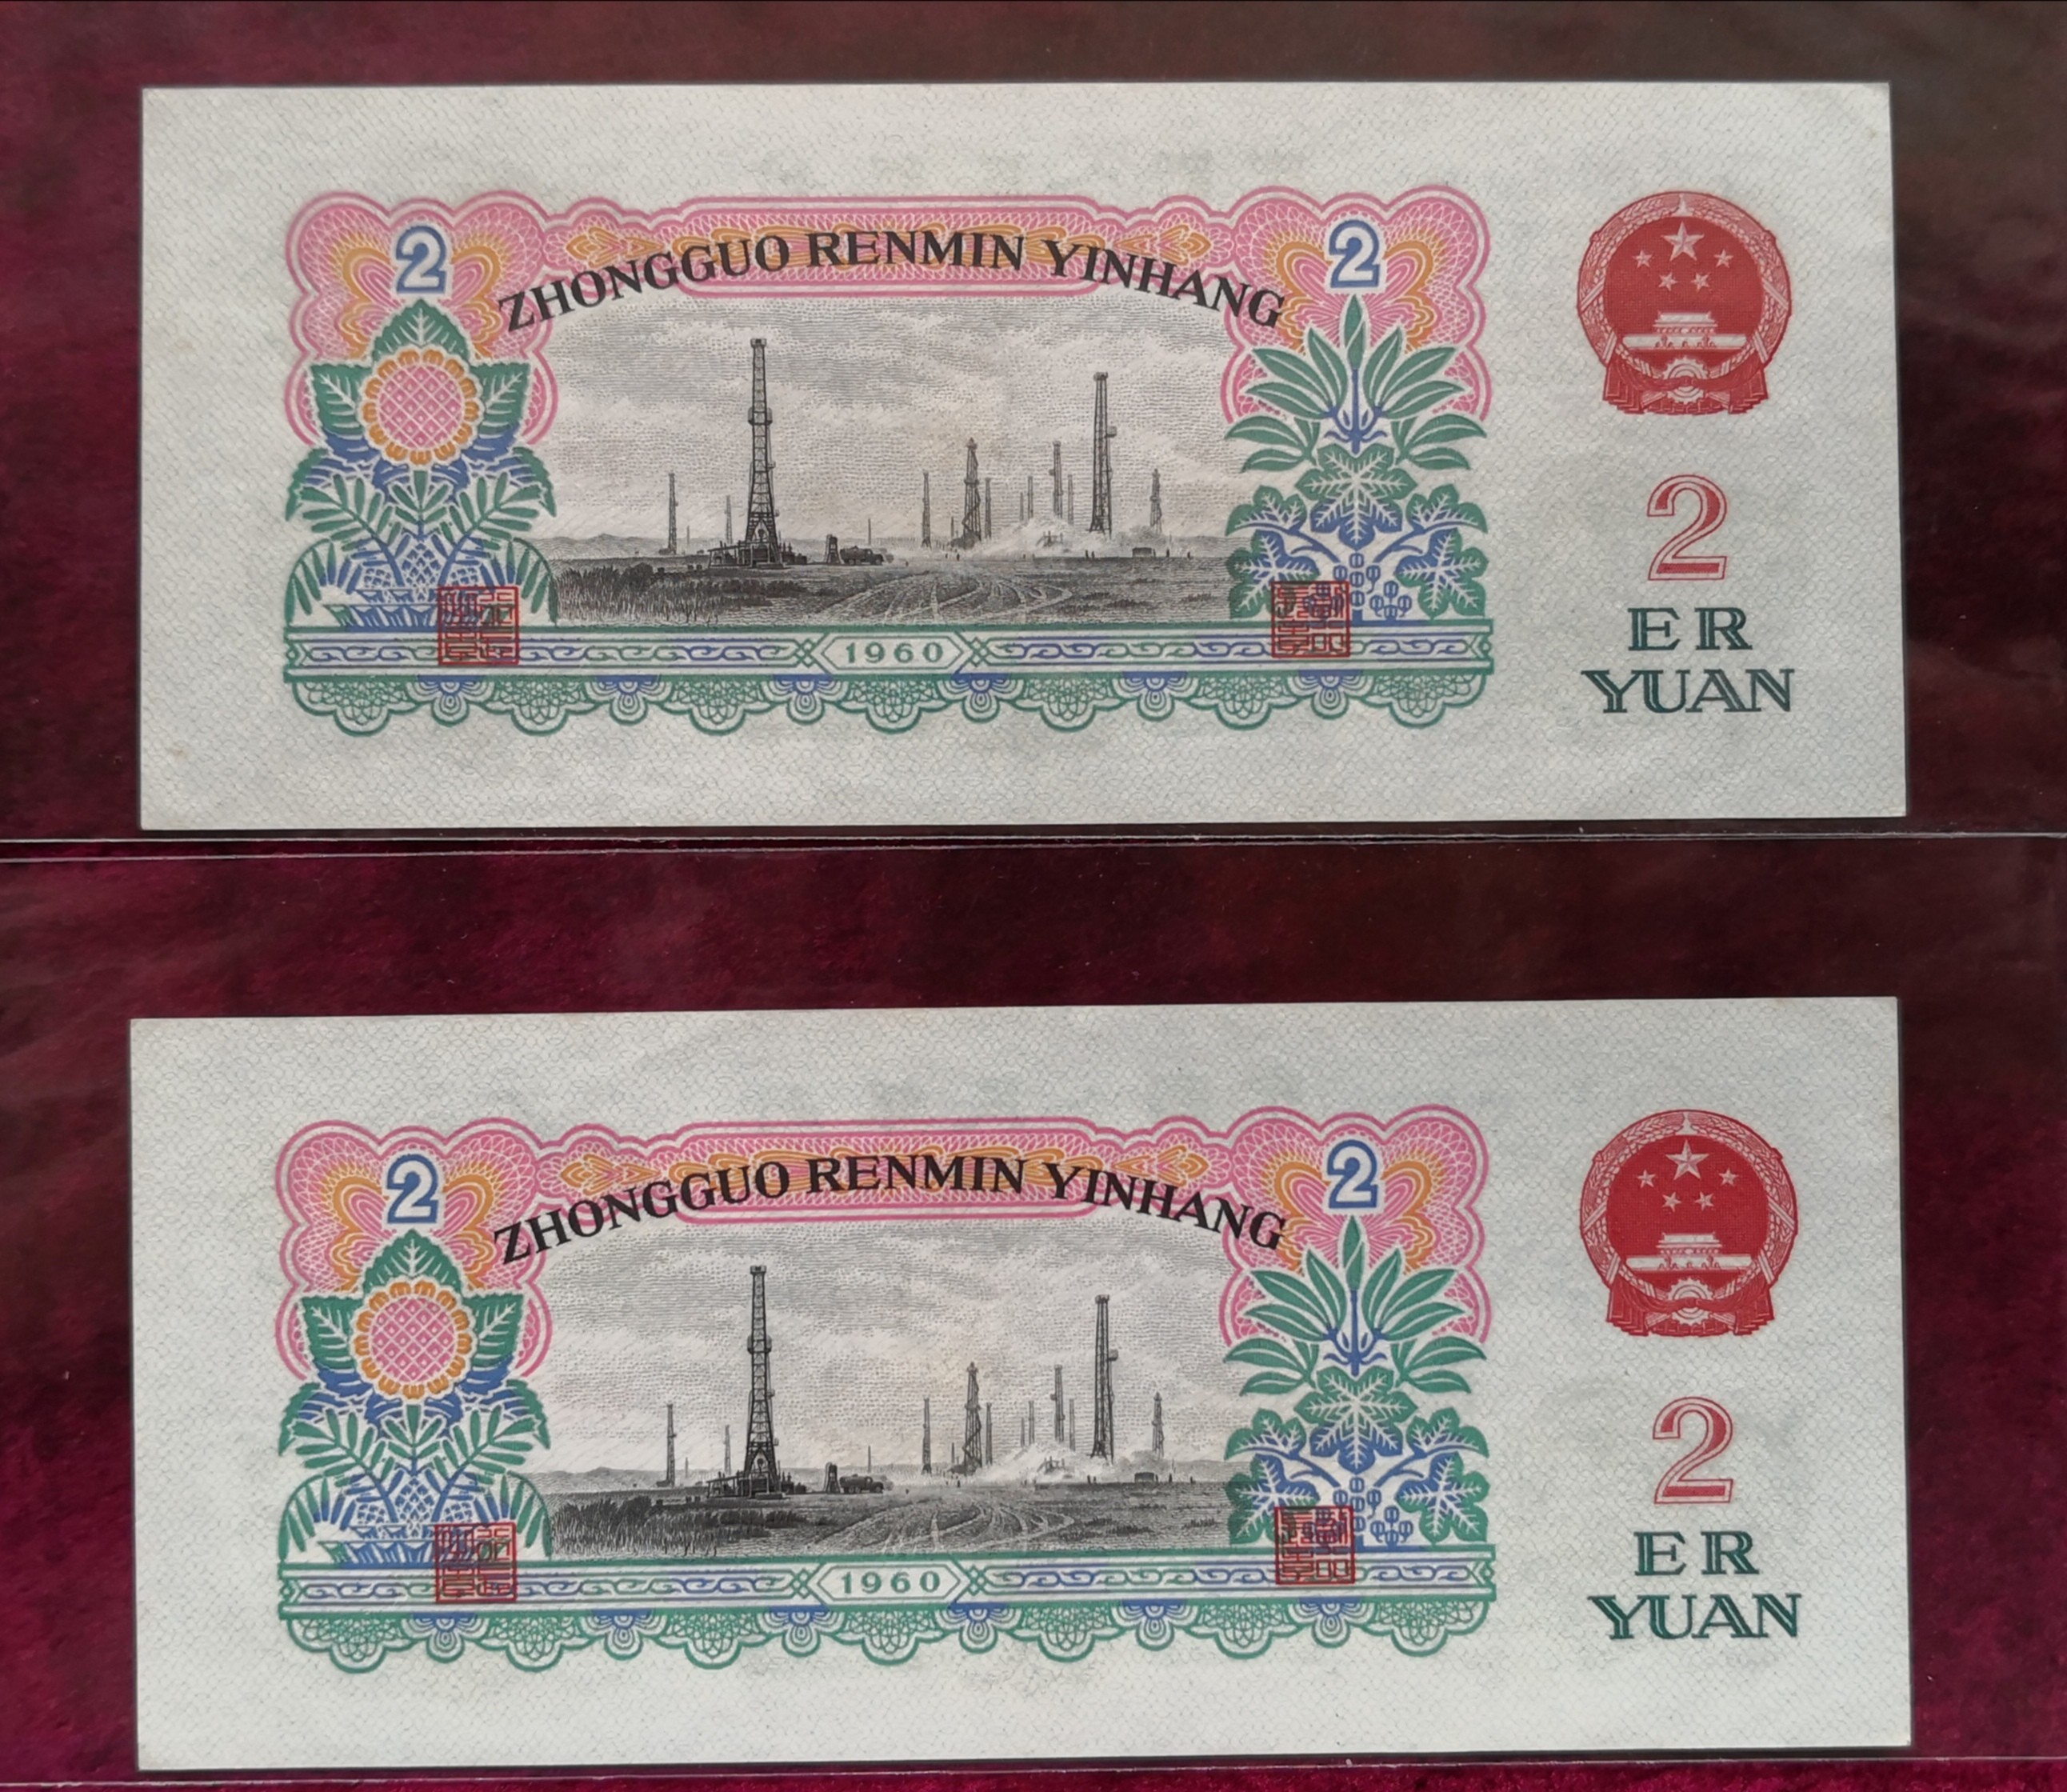 2
ZHONGGUO RENMIN YINHANG
2
2
ER
YUAN
1960
2
ZHONGGUO RENMIN YINHANG
2
2
ER
YUAN
1960